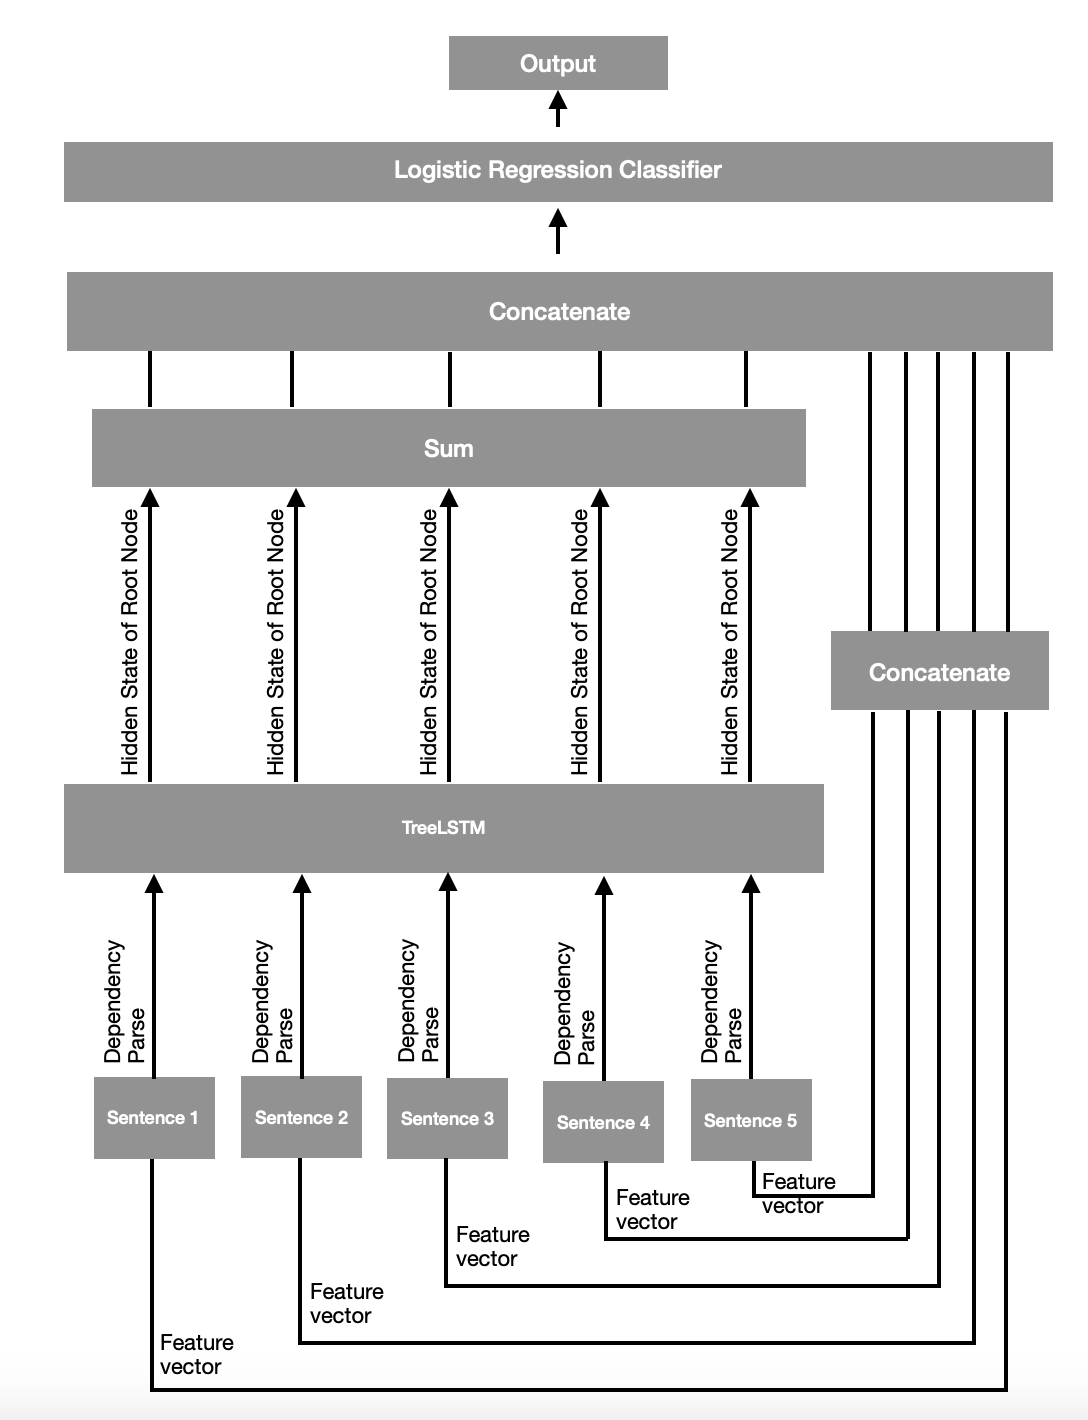 Output
Logistic Regression Classifier
Concatenate
Sum
Hidden State of Root Node
Hidden State of Root Node
Hidden State of Root Node
Hidden State of Root Node
Hidden State of Root Node
Concatenate
TreeLSTM
Dependency
Parse
Dependency
Parse
Dependency
Parse
Dependency
Parse
Dependency
Parse
Sentence 1
Sentence 2
Sentence 3
Sentence 4
Sentence 5
Feature
vector
Feature
vector
Feature
vector
Feature
vector
Feature
vector